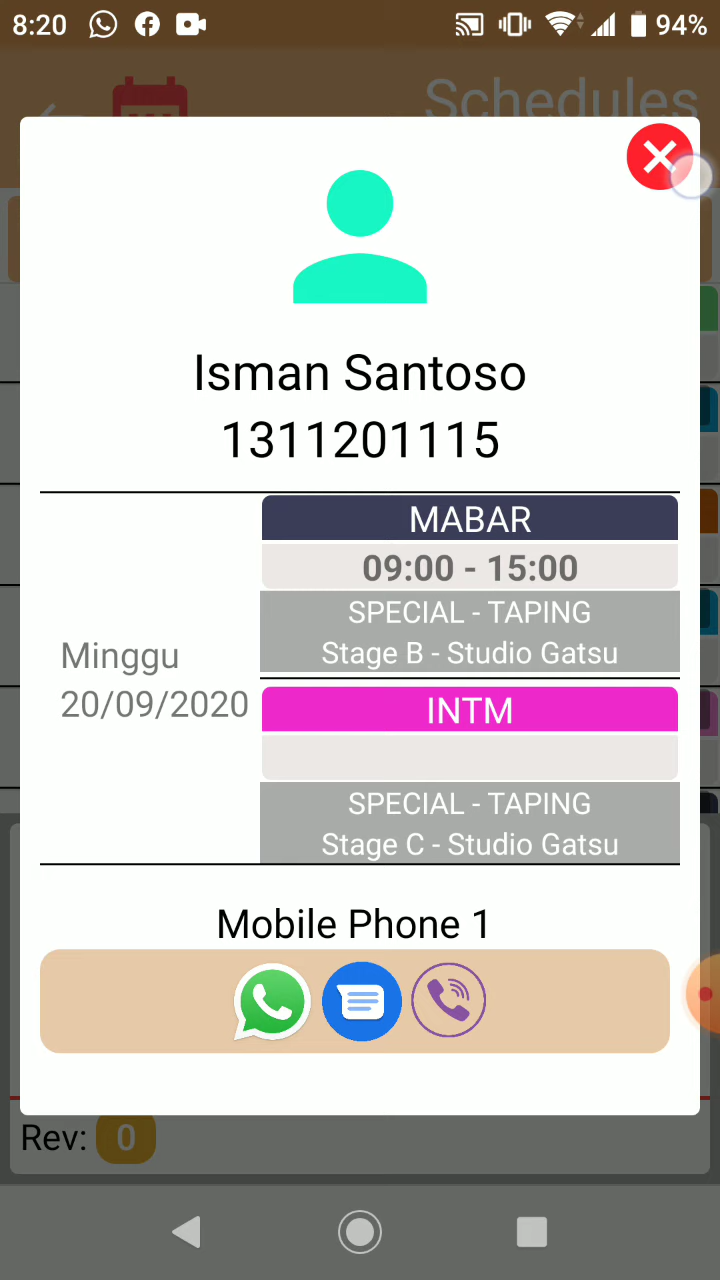 8:20
94%
Schedules
Isman Santoso
1311201115
MABAR
09:00 - 15:00
SPECIAL - TAPING
Stage B - Studio Gatsu
Minggu
20/09/2020
INTM
SPECIAL - TAPING
Stage C - Studio Gatsu
Mobile Phone 1
Rev: 0